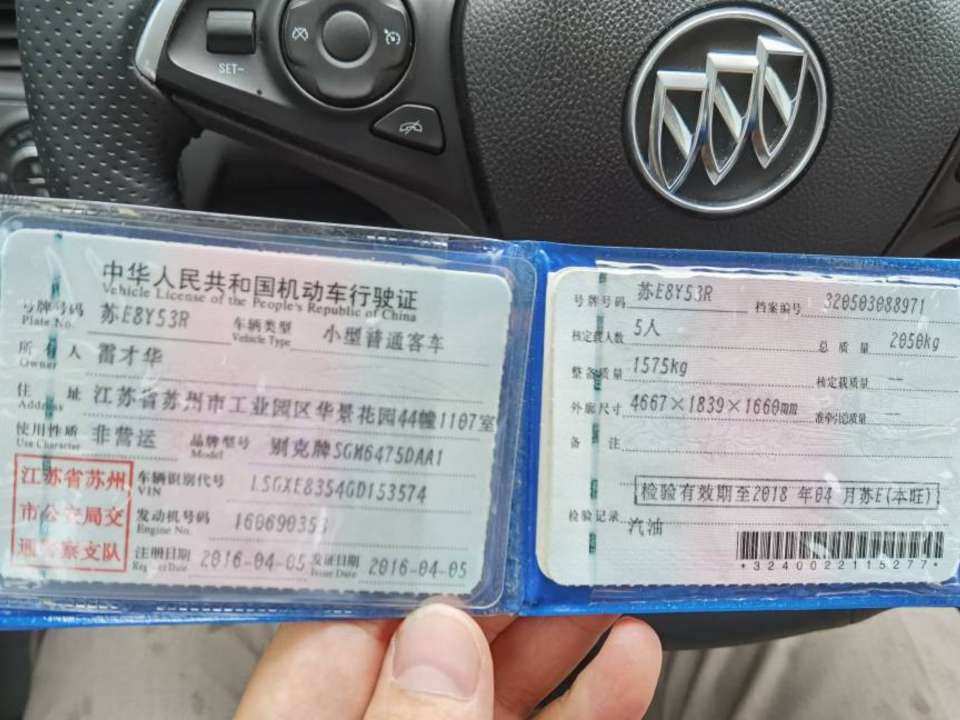 SET-
中华人民共和国机动车行驶证
Vehicle License of the People's Republic of China
号牌号码 苏E8Y53R 车辆类型 小型普通客车
Plate No. Vehicle Type
所有人 雷才华
Owner
住址 江苏省苏州市工业园区华景花园44幢1107室
Address
使用性质 非营运 品牌型号 别克牌SGM6475DAA1
Use Character Model
江苏省苏州
市公安局交
通警察支队
车辆识别代号 LSGXE8354GD153574
VIN
发动机号码 160690353
Engine No.
注册日期 2016-04-05 发证日期 2016-04-05
Register Date Issue Date
号牌号码 苏E8Y53R 档案编号 320503088971
核定载人数 5人 总质量 2050kg
整备质量 1575kg 核定载质量 --
外廓尺寸 4667×1839×1660mm 准牵引总质量 --
备注
检验有效期至2018年04月苏E(本旺)
检验记录 汽油
*3240022115277*